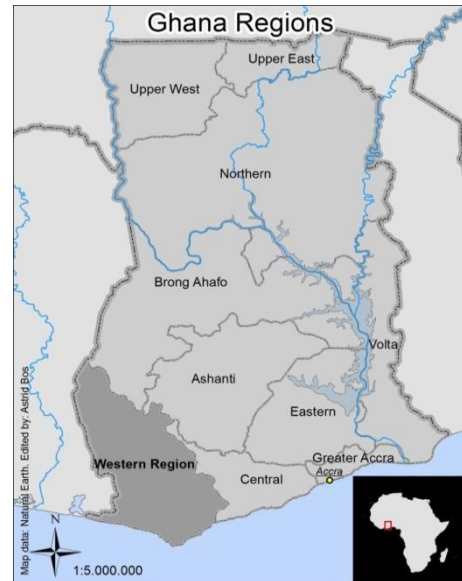 Ghana Regions
Upper East
Upper West
Northern
Brong Ahafo
Volta
Ashanti
Eastern
Western Region
Greater Accra
Accra
Central
Map data: Natural Earth. Edited by: Astrid Bos
N
1:5.000.000